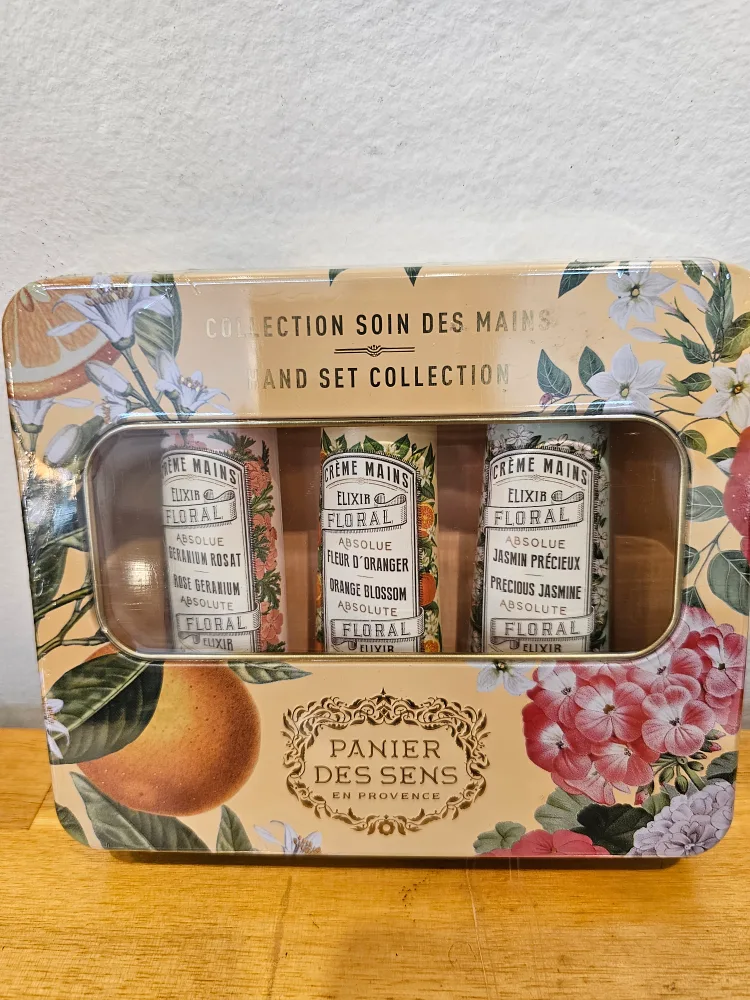 COLLECTION SOIN DES MAINS
HAND SET COLLECTION
CRÈME MAINS
ELIXIR
FLORAL
ABSOLUE
GERANIUM ROSAT
ROSE GERANIUM
ABSOLUTE
FLORAL
ELIXIR
CRÈME MAINS
ELIXIR
FLORAL
ABSOLUE
FLEUR D'ORANGER
ORANGE BLOSSOM
ABSOLUTE
FLORAL
ELIXIR
CRÈME MAINS
ELIXIR
FLORAL
ABSOLUE
JASMIN PRÉCIEUX
PRECIOUS JASMINE
ABSOLUTE
FLORAL
ELIXIR
PANIER
DES SENS
EN PROVENCE